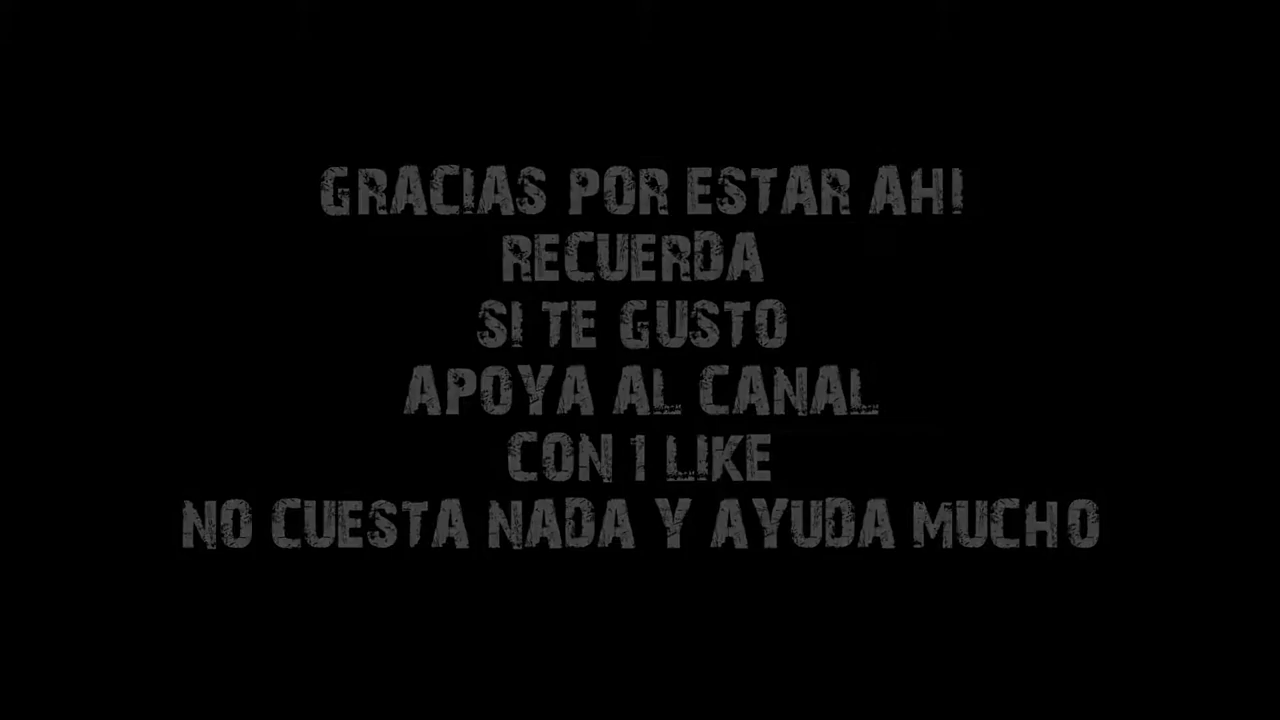 GRACIAS POR ESTAR AHI
RECUERDA
SI TE GUSTO
APOYA AL CANAL
CON 1 LIKE
NO CUESTA NADA Y AYUDA MUCHO